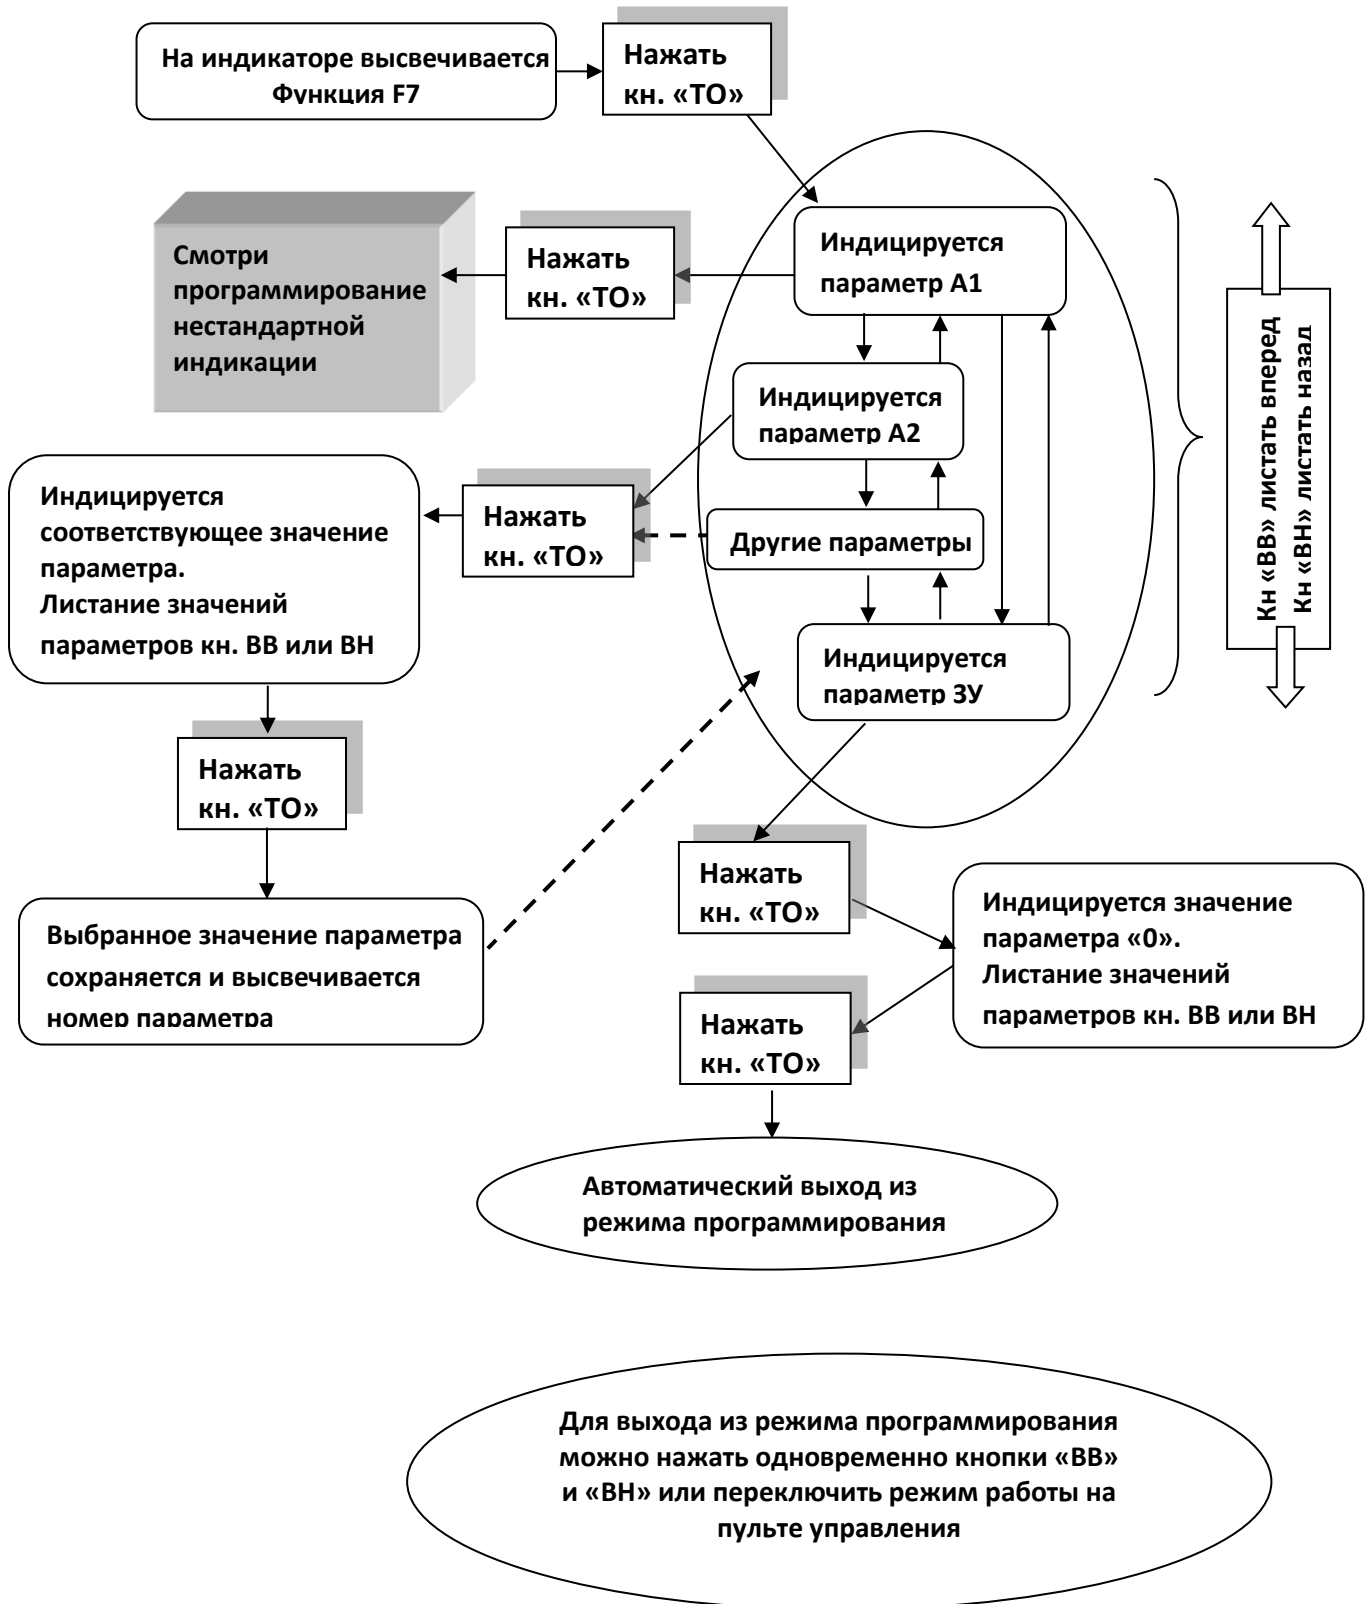 На индикаторе высвечивается
Функция F7
Нажать
кн. «ТО»
Смотри
программирование
нестандартной
индикации
Нажать
кн. «ТО»
Индицируется
параметр А1
Индицируется
параметр А2
Другие параметры
Индицируется
параметр ЗУ
Кн «ВВ» листать вперед
Кн «ВН» листать назад
Нажать
кн. «ТО»
Индицируется
соответствующее значение
параметра.
Листание значений
параметров кн. ВВ или ВН
Нажать
кн. «ТО»
Выбранное значение параметра
сохраняется и высвечивается
номер параметра
Нажать
кн. «ТО»
Индицируется значение
параметра «0».
Листание значений
параметров кн. ВВ или ВН
Нажать
кн. «ТО»
Автоматический выход из
режима программирования
Для выхода из режима программирования
можно нажать одновременно кнопки «ВВ»
и «ВН» или переключить режим работы на
пульте управления